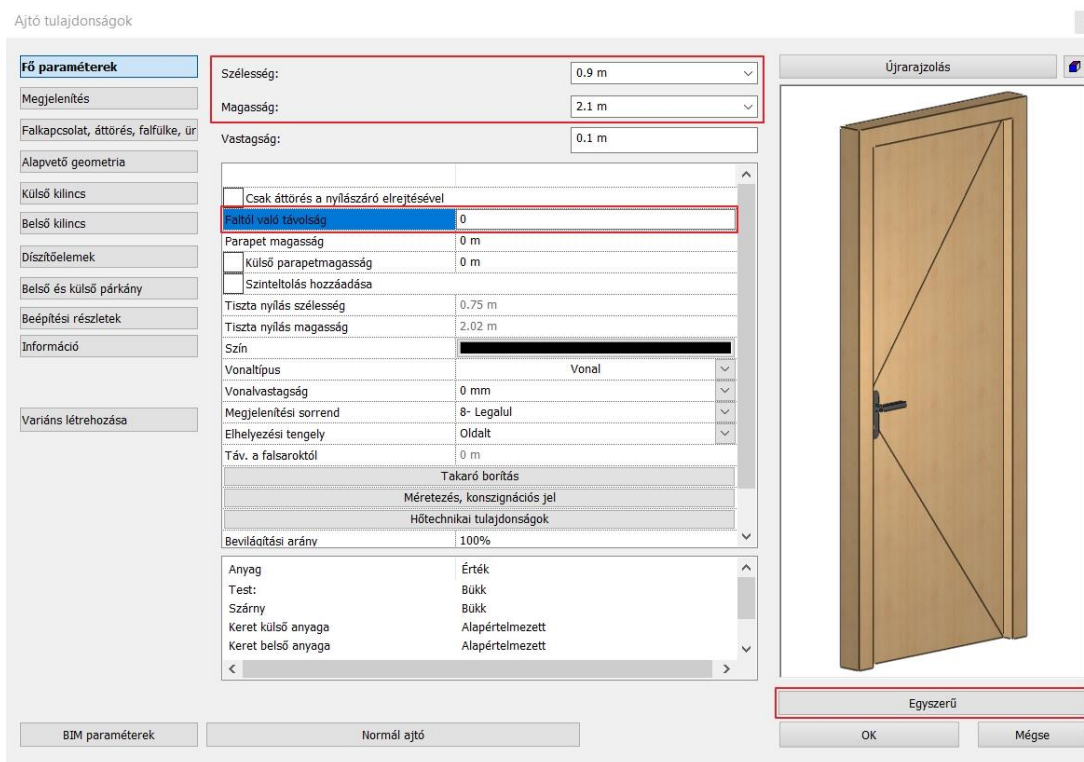 Ajtó tulajdonságok
Fő paraméterek
Megjelenítés
Falkapcsolat, áttörés, falfülke, ür
Alapvető geometria
Külső kilincs
Belső kilincs
Díszítőelemek
Belső és külső párkány
Beépítési részletek
Információ
Variáns létrehozása
Szélesség: 0.9 m
Magasság: 2.1 m
Vastagság: 0.1 m
Csak áttörés a nyílászáró elrejtésével
Faltól való távolság 0
Parapet magasság 0 m
Külső parapetmagasság 0 m
Szinteltolás hozzáadása
Tiszta nyílás szélesség 0.75 m
Tiszta nyílás magasság 2.02 m
Szín
Vonaltípus Vonal
Vonalvastagság 0 mm
Megjelenítési sorrend 8- Legalul
Elhelyezési tengely Oldalt
Táv. a falsaroktól 0 m
Takaró borítás
Méretezés, konszignációs jel
Hőtechnikai tulajdonságok
Bevilágítási arány 100%
Anyag Érték
Test: Bükk
Szárny Bükk
Keret külső anyaga Alapértelmezett
Keret belső anyaga Alapértelmezett
Újrarajzolás
Egyszerű
BIM paraméterek
Normál ajtó
OK
Mégse